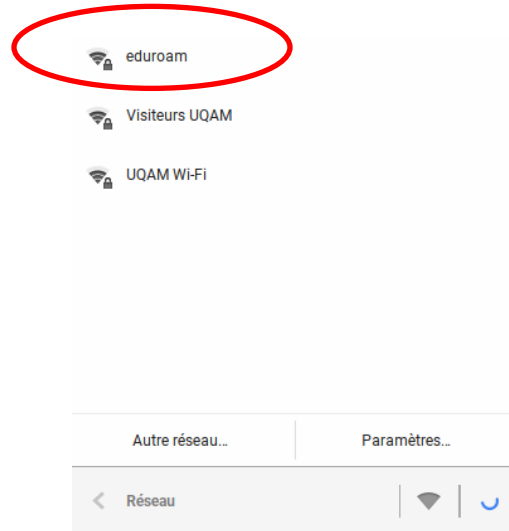 eduroam
Visiteurs UQAM
UQAM Wi-Fi
Autre réseau... Paramètres...
Réseau